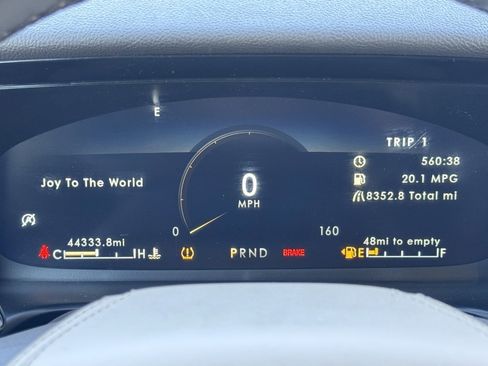 E
TRIP 1
560:38
Joy To The World
0
MPH
20.1 MPG
18352.8 Total mi
0
160
44333.8mi
48mi to empty
C H
PRND
BRAKE
E F